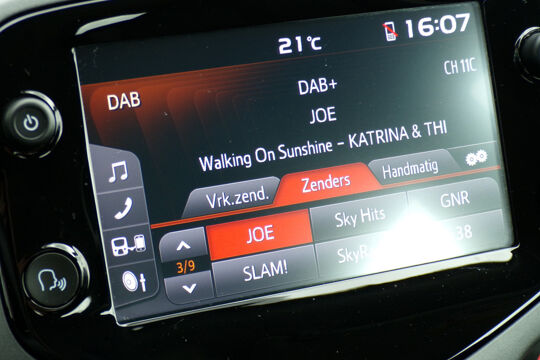 21°C 16:07
DAB DAB+ CH 11C
JOE
Walking On Sunshine - KATRINA & THI
Vrk.zend. Zenders Handmatig
JOE Sky Hits GNR
3/9
SLAM! 38